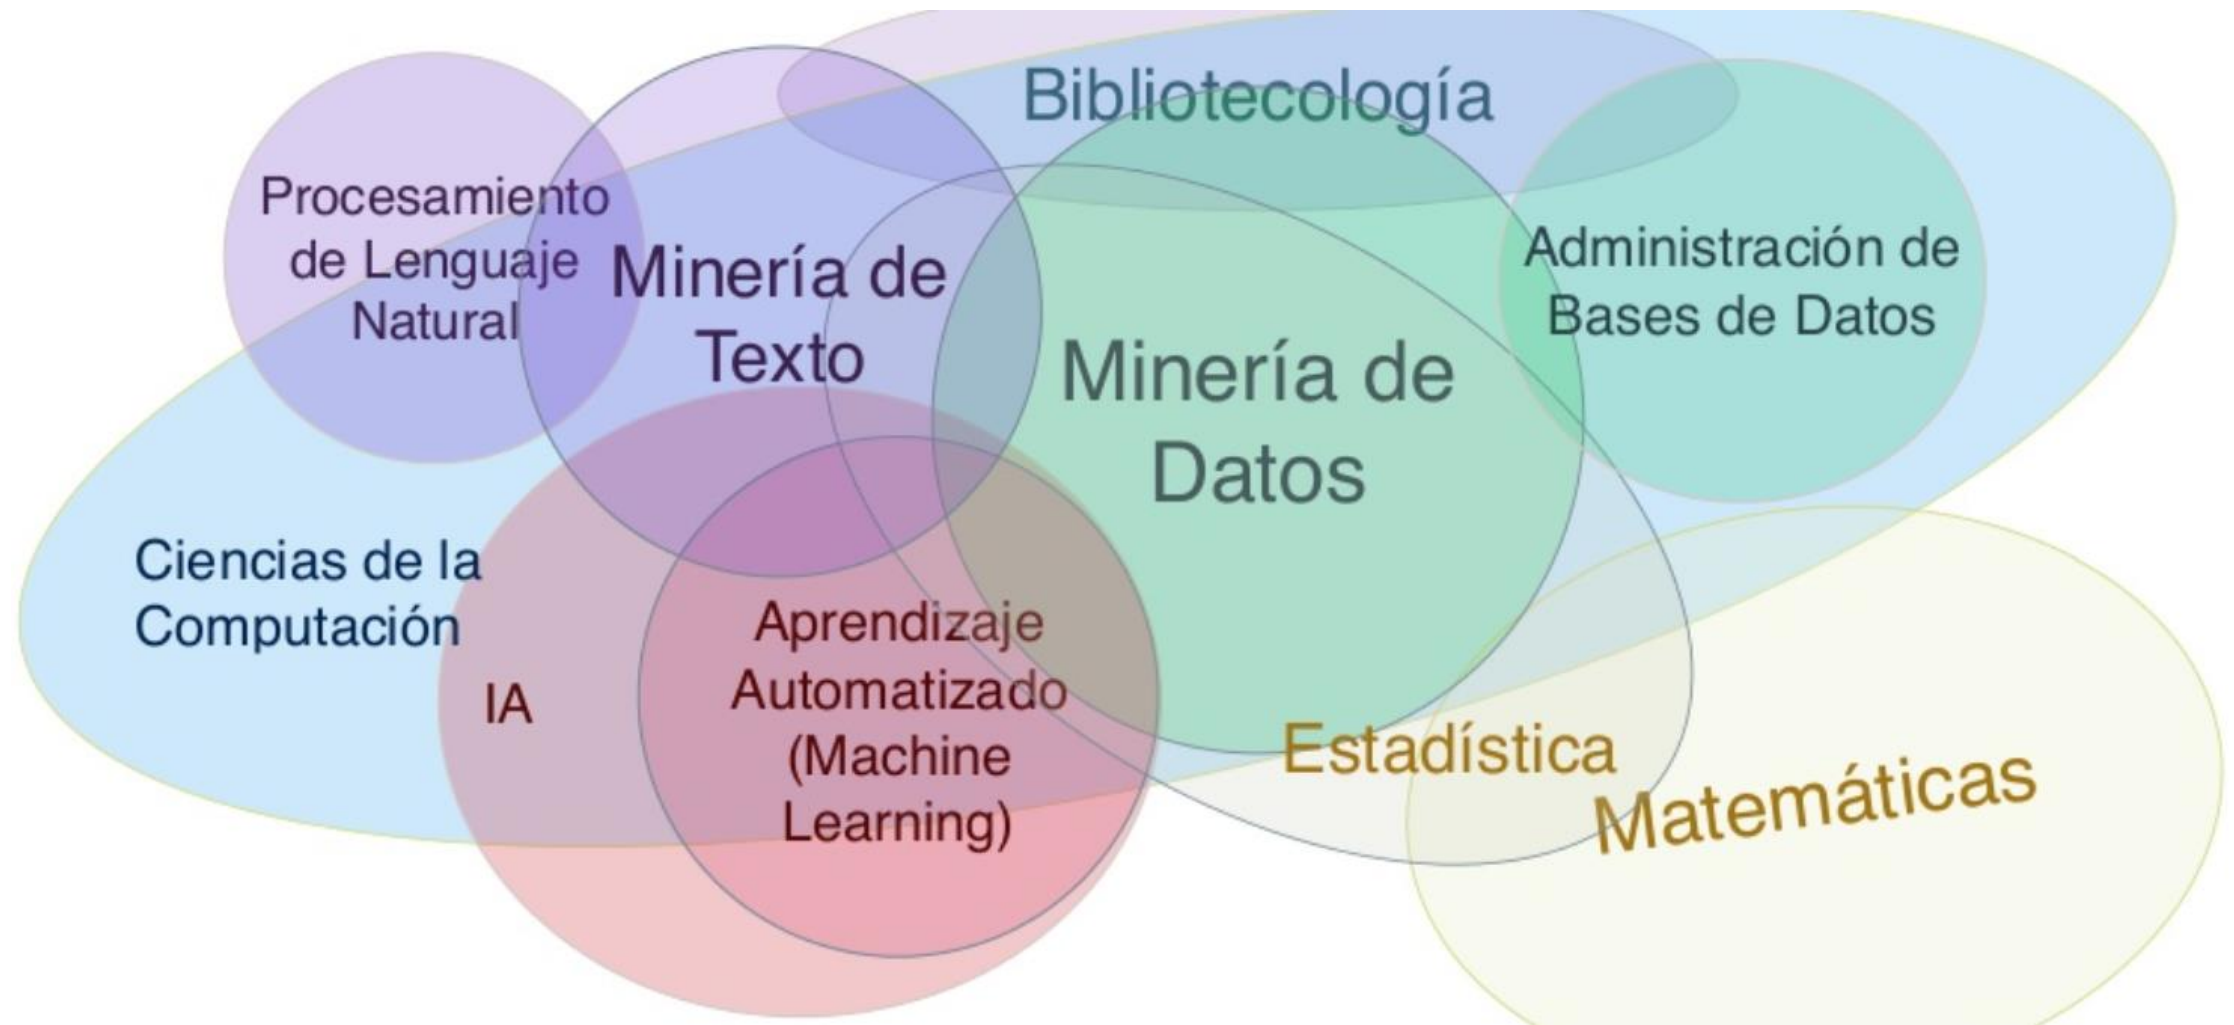 Bibliotecología
Procesamiento
de Lenguaje
Natural
Minería de
Texto
Administración de
Bases de Datos
Minería de
Datos
Ciencias de la
Computación
IA
Aprendizaje
Automatizado
(Machine
Learning)
Estadística
Matemáticas